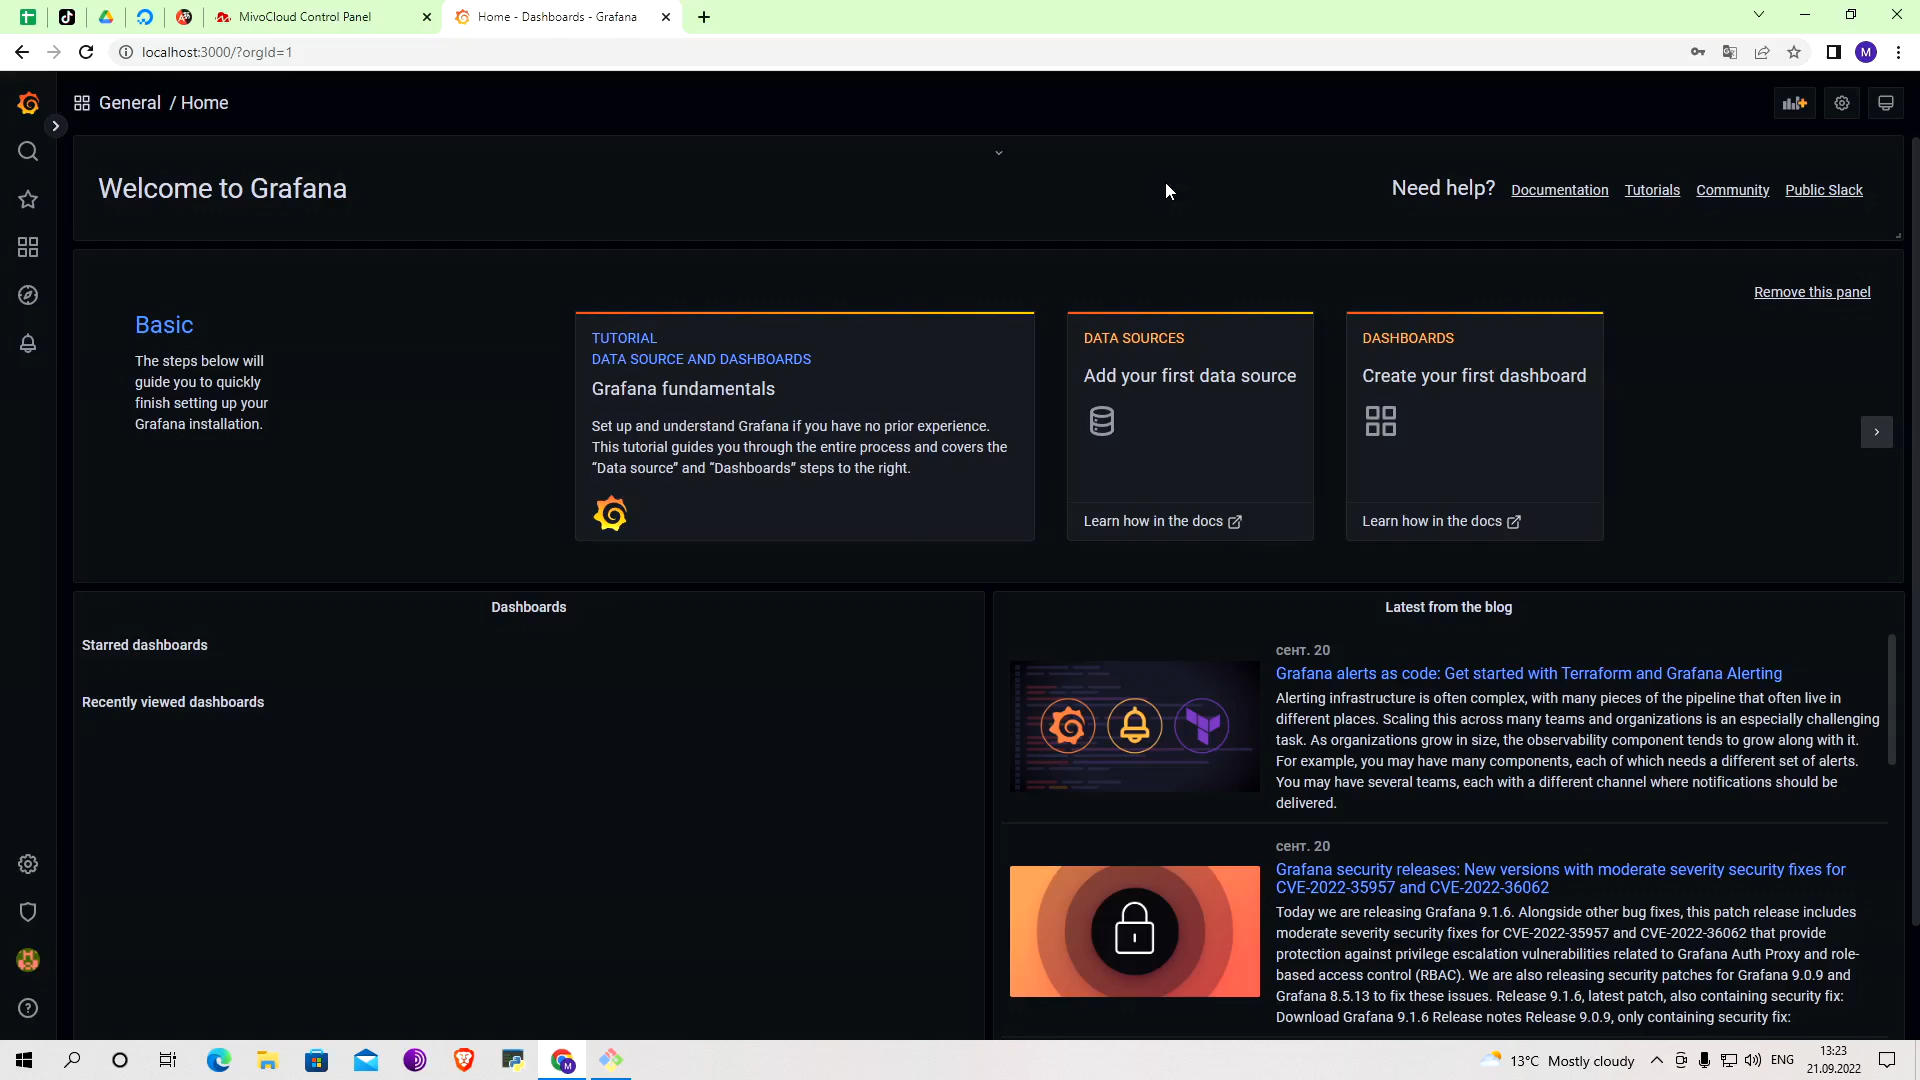 MivoCloud Control Panel
Home - Dashboards - Grafana
localhost:3000/?orgId=1
M
General / Home
Welcome to Grafana
Need help?
Documentation
Tutorials
Community
Public Slack
Remove this panel
Basic
The steps below will
guide you to quickly
finish setting up your
Grafana installation.
TUTORIAL
DATA SOURCE AND DASHBOARDS
Grafana fundamentals
Set up and understand Grafana if you have no prior experience.
This tutorial guides you through the entire process and covers the
“Data source” and “Dashboards” steps to the right.
DATA SOURCES
Add your first data source
Learn how in the docs
DASHBOARDS
Create your first dashboard
Learn how in the docs
Dashboards
Starred dashboards
Recently viewed dashboards
Latest from the blog
сент. 20
Grafana alerts as code: Get started with Terraform and Grafana Alerting
Alerting infrastructure is often complex, with many pieces of the pipeline that often live in
different places. Scaling this across many teams and organizations is an especially challenging
task. As organizations grow in size, the observability component tends to grow along with it.
For example, you may have many components, each of which needs a different set of alerts.
You may have several teams, each with a different channel where notifications should be
delivered.
сент. 20
Grafana security releases: New versions with moderate severity security fixes for
CVE-2022-35957 and CVE-2022-36062
Today we are releasing Grafana 9.1.6. Alongside other bug fixes, this patch release includes
moderate severity security fixes for CVE-2022-35957 and CVE-2022-36062 that provide
protection against privilege escalation vulnerabilities related to Grafana Auth Proxy and role-
based access control (RBAC). We are also releasing security patches for Grafana 9.0.9 and
Grafana 8.5.13 to fix these issues. Release 9.1.6, latest patch, also containing security fix:
Download Grafana 9.1.6 Release notes Release 9.0.9, only containing security fix:
M
13°C Mostly cloudy
ENG
13:23
21.09.2022